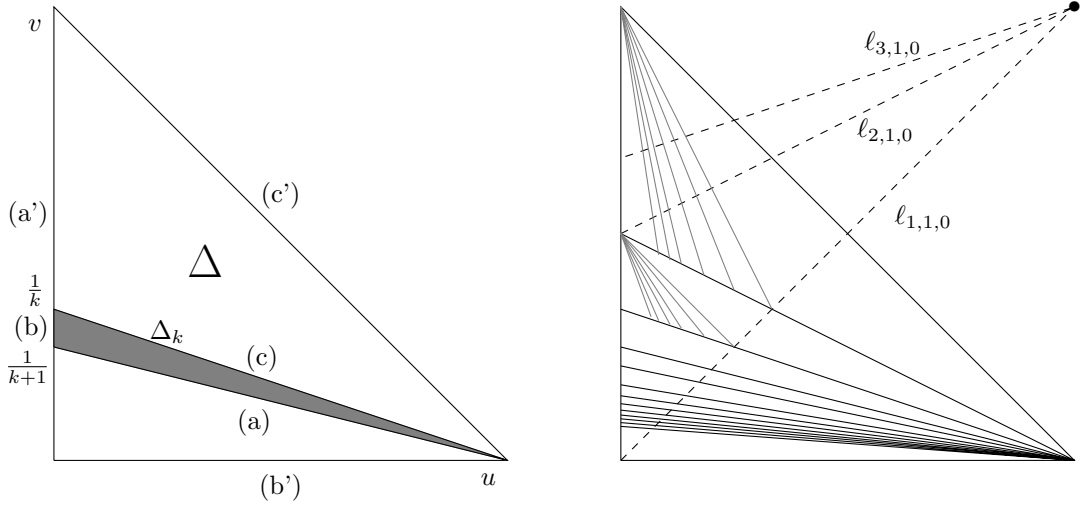 v
ℓ_{3,1,0}
ℓ_{2,1,0}
(c')
(a')
ℓ_{1,1,0}
Δ
1/k
(b)
Δ_k
(c)
1/(k+1)
(a)
(b')
u